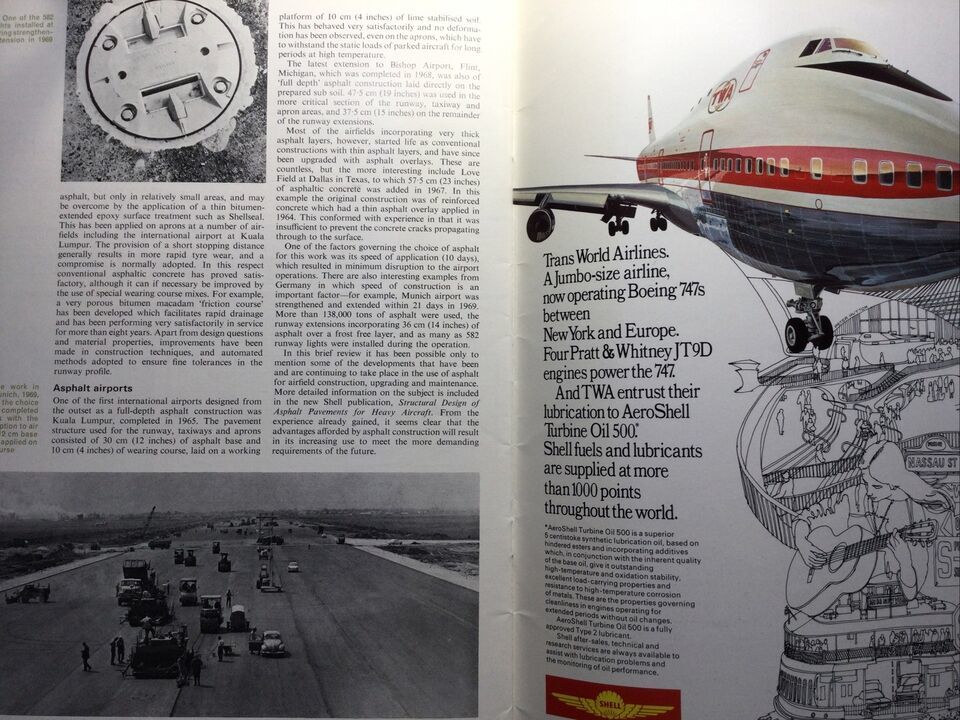 One of the 582
hts installed at
ring strengthen-
tension in 1969
asphalt, but only in relatively small areas, and may
be overcome by the application of a thin bitumen-
extended epoxy surface treatment such as Shellseal.
This has been applied on aprons at a number of air-
fields including the international airport at Kuala
Lumpur. The provision of a short stopping distance
generally results in more rapid tyre wear, and a
compromise is normally adopted. In this respect
conventional asphaltic concrete has proved satis-
factory, although it can if necessary be improved by
the use of special wearing course mixes. For example,
a very porous bitumen macadam 'friction course'
has been developed which facilitates rapid drainage
and has been performing very satisfactorily in service
for more than eight years. Apart from design questions
and material properties, improvements have been
made in construction techniques, and automated
methods adopted to ensure fine tolerances in the
runway profile.
Asphalt airports
One of the first international airports designed from
the outset as a full-depth asphalt construction was
Kuala Lumpur, completed in 1965. The pavement
structure used for the runway, taxiways and aprons
consisted of 30 cm (12 inches) of asphalt base and
10 cm (4 inches) of wearing course, laid on a working
e work in
unich, 1969,
the choice
completed
s with the
ption to air
2 cm base
applied on
urse
platform of 10 cm (4 inches) of lime stabilised soil.
This has behaved very satisfactorily and no deforma-
tion has been observed, even on the aprons, which have
to withstand the static loads of parked aircraft for long
periods at high temperature.
The latest extension to Bishop Airport, Flint,
Michigan, which was completed in 1968, was also of
'full depth' asphalt construction laid directly on the
prepared sub soil. 47·5 cm (19 inches) was used in the
more critical section of the runway, taxiway and
apron areas, and 37·5 cm (15 inches) on the remainder
of the runway extensions.
Most of the airfields incorporating very thick
asphalt layers, however, started life as conventional
constructions with thin asphalt layers, and have since
been upgraded with asphalt overlays. These are
countless, but the more interesting include Love
Field at Dallas in Texas, to which 57·5 cm (23 inches)
of asphaltic concrete was added in 1967. In this
example the original construction was of reinforced
concrete which had a thin asphalt overlay applied in
1964. This conformed with experience in that it was
insufficient to prevent the concrete cracks propagating
through to the surface.
One of the factors governing the choice of asphalt
for this work was its speed of application (10 days),
which resulted in minimum disruption to the airport
operations. There are also interesting examples from
Germany in which speed of construction is an
important factor—for example, Munich airport was
strengthened and extended within 21 days in 1969.
More than 138,000 tons of asphalt were used, the
runway extensions incorporating 36 cm (14 inches) of
asphalt over a frost free layer, and as many as 582
runway lights were installed during the operation.
In this brief review it has been possible only to
mention some of the developments that have been
and are continuing to take place in the use of asphalt
for airfield construction, upgrading and maintenance.
More detailed information on the subject is included
in the new Shell publication, Structural Design of
Asphalt Pavements for Heavy Aircraft. From the
experience already gained, it seems clear that the
advantages afforded by asphalt construction will result
in its increasing use to meet the more demanding
requirements of the future.
TWA
Trans World Airlines.
A Jumbo-size airline,
now operating Boeing 747s
between
New York and Europe.
Four Pratt & Whitney JT9D
engines power the 747.
And TWA entrust their
lubrication to AeroShell
Turbine Oil 500.*
Shell fuels and lubricants
are supplied at more
than 1000 points
throughout the world.
*AeroShell Turbine Oil 500 is a superior
5 centistoke synthetic lubrication oil, based on
hindered esters and incorporating additives
which, in conjunction with the inherent quality
of the base oil, give it outstanding
high-temperature and oxidation stability,
excellent load-carrying properties and
resistance to high-temperature corrosion
of metals. These are the properties governing
cleanliness in engines operating for
extended periods without oil changes.
AeroShell Turbine Oil 500 is a fully
approved Type 2 lubricant.
Shell after-sales, technical and
research services are always available to
assist with lubrication problems and
the monitoring of oil performance.
NASSAU ST
SHELL